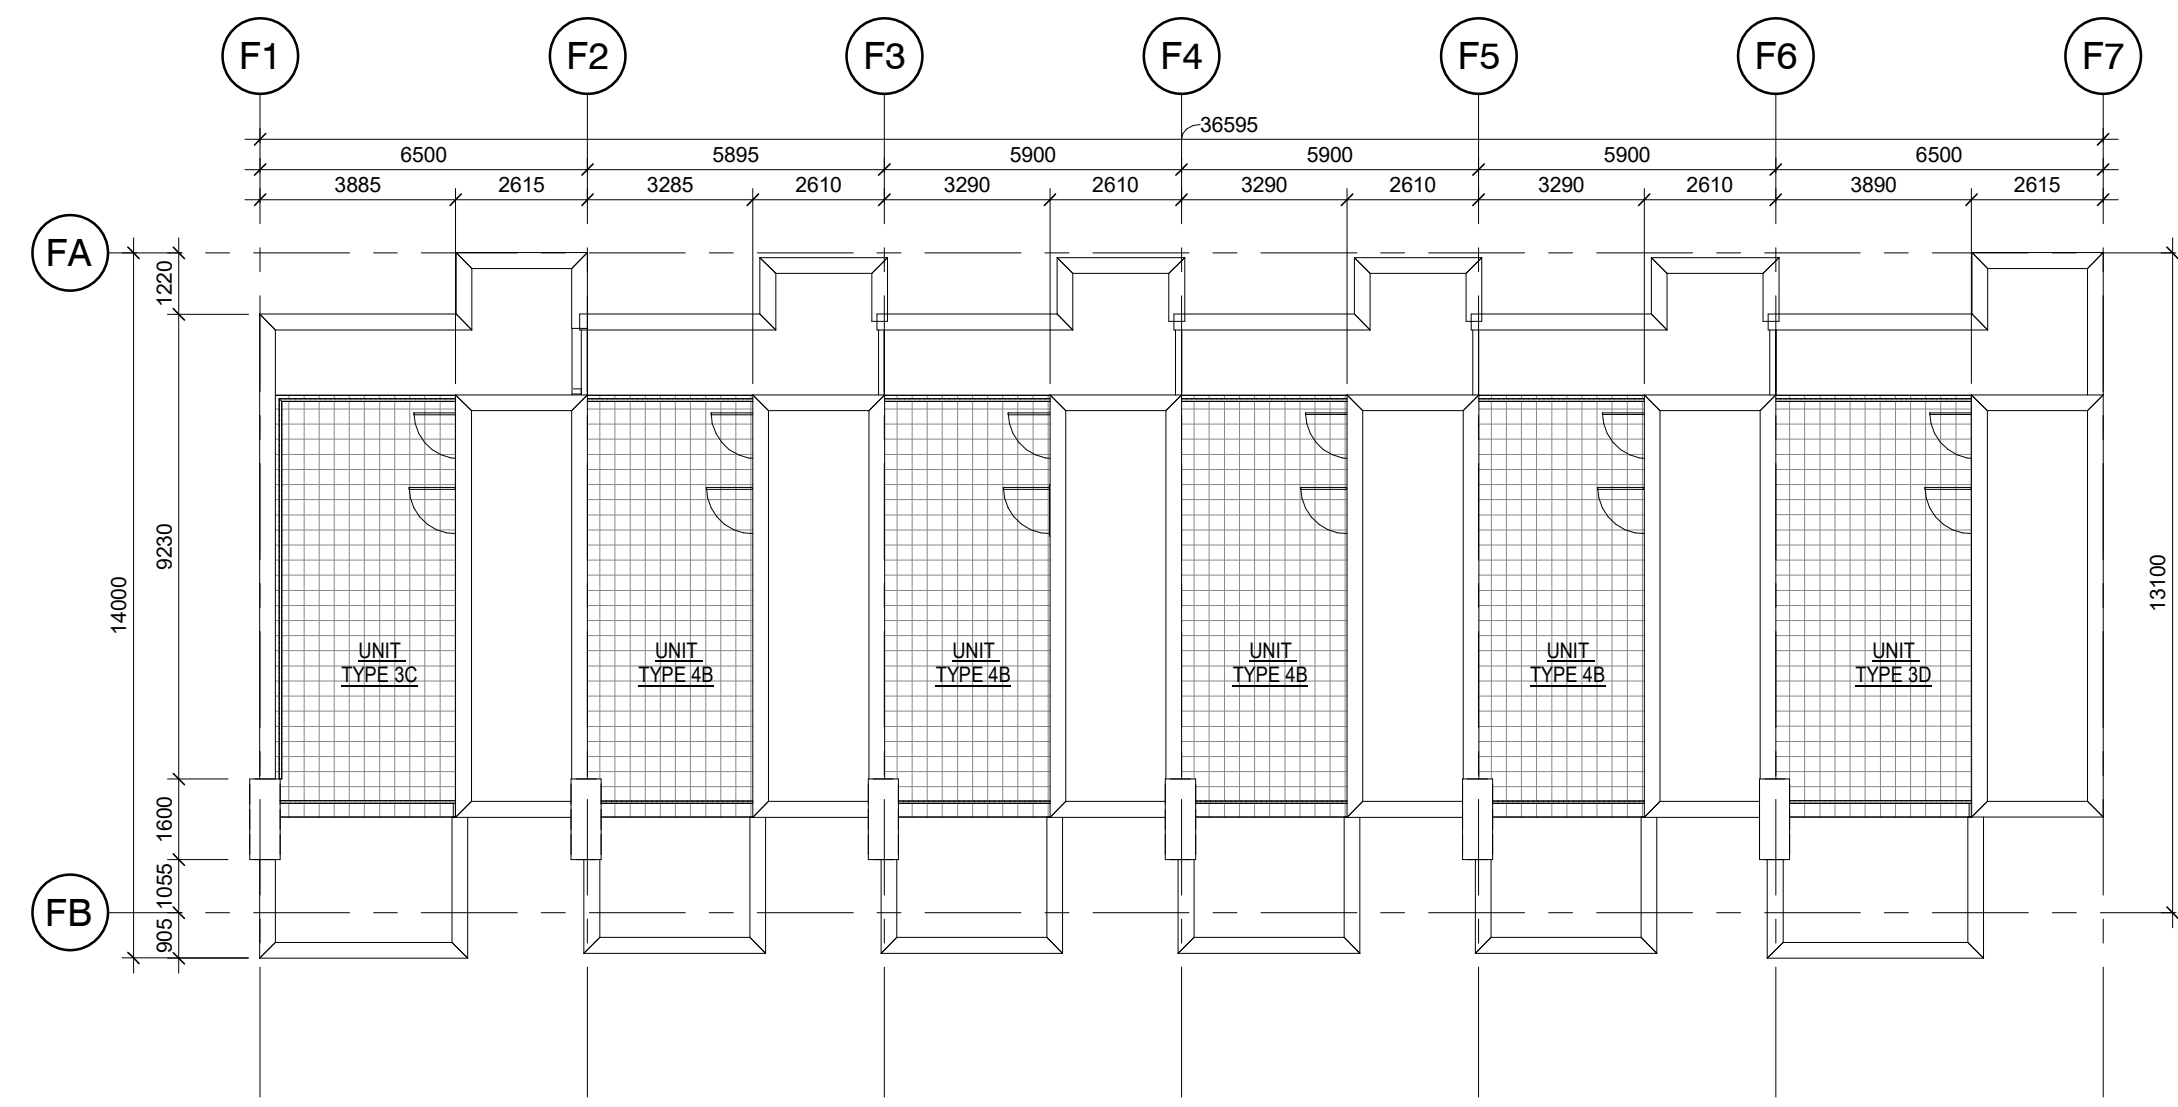 F1 F2 F3 F4 F5 F6 F7
36595
6500 5895 5900 5900 5900 6500
3885 2615 3285 2610 3290 2610 3290 2610 3290 2610 3890 2615
FA
1220
9230
14000
13100
UNIT UNIT UNIT UNIT UNIT UNIT
TYPE 3C TYPE 4B TYPE 4B TYPE 4B TYPE 4B TYPE 3D
1600
1055
FB
905